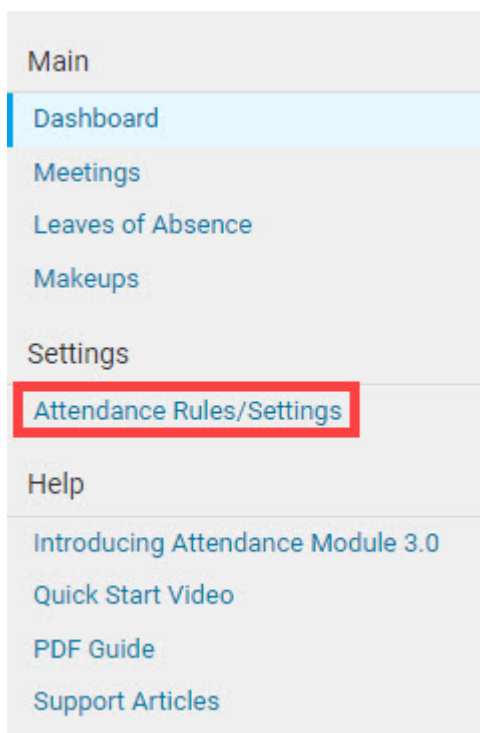 Main
Dashboard
Meetings
Leaves of Absence
Makeups
Settings
Attendance Rules/Settings
Help
Introducing Attendance Module 3.0
Quick Start Video
PDF Guide
Support Articles